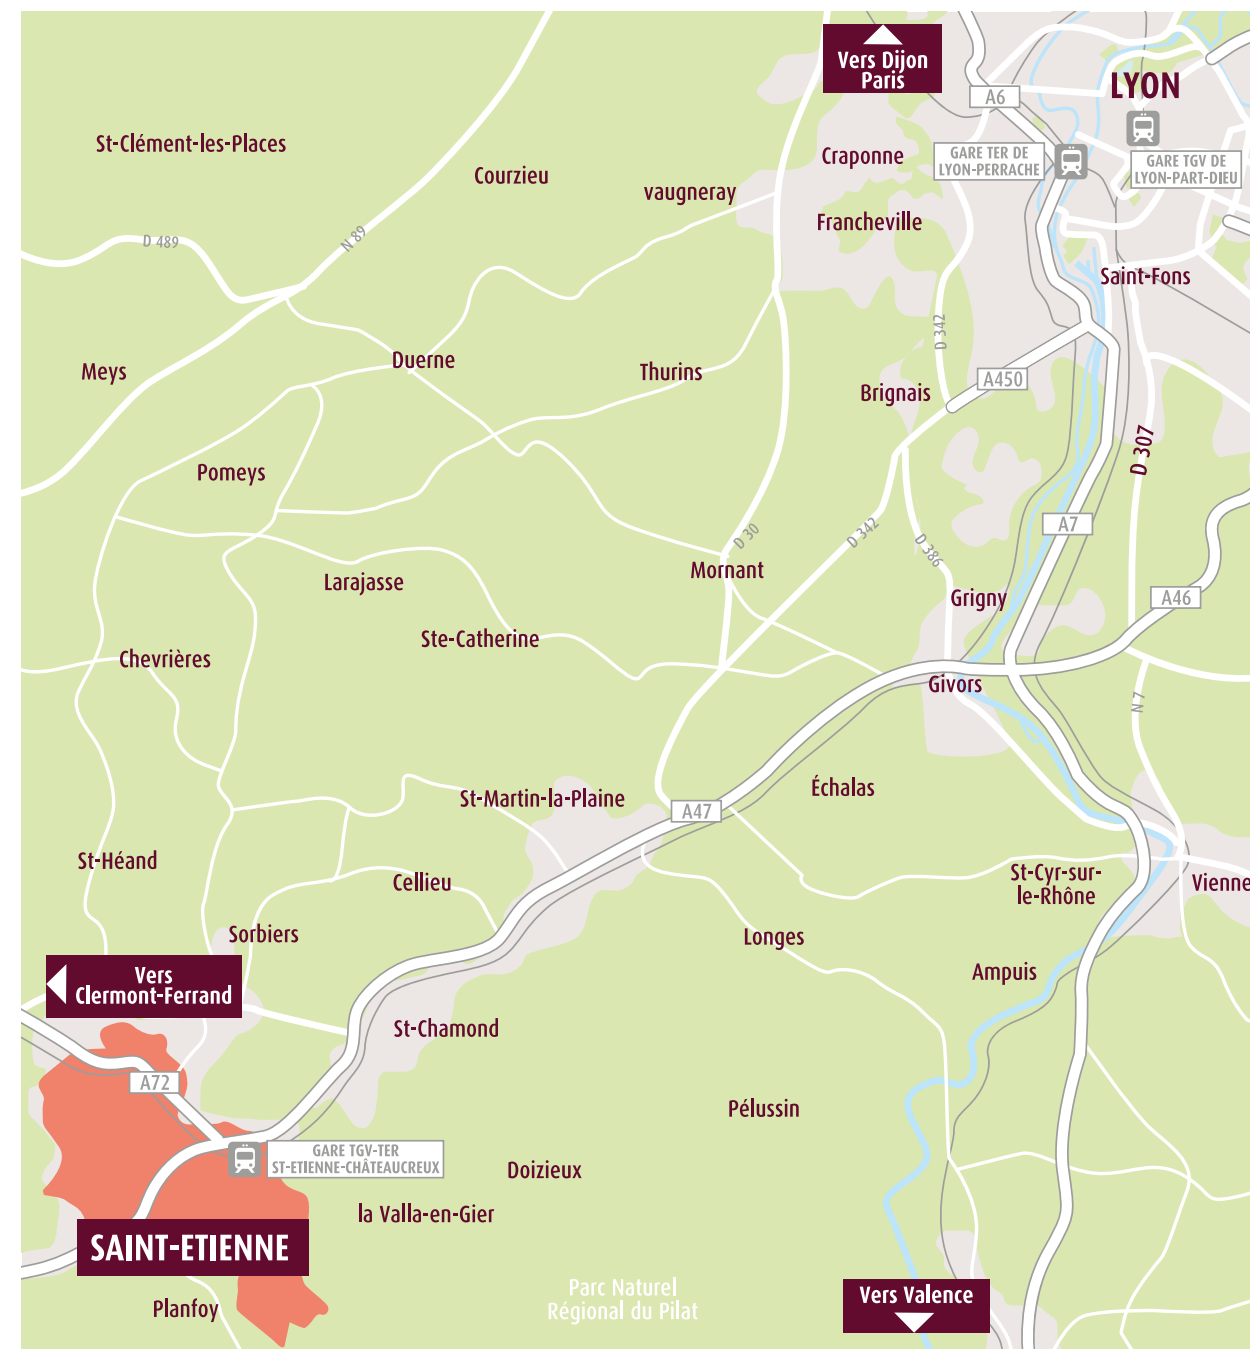 Vers Dijon
Paris
A6
LYON
St-Clément-les-Places
Craponne
GARE TER DE
LYON-PERRACHE
GARE TGV DE
LYON-PART-DIEU
Courzieu
vaugneray
Francheville
D 489
N 89
Saint-Fons
D 342
Meys
Duerne
Thurins
A450
Brignais
D 307
Pomeys
A7
D 30
D 342
D 386
Larajasse
Mornant
Grigny
A46
Ste-Catherine
Chevrières
Givors
N 7
St-Martin-la-Plaine
Échalas
A47
St-Héand
Cellieu
St-Cyr-sur-
le-Rhône
Vienne
Sorbiers
Longes
Vers
Clermont-Ferrand
Ampuis
St-Chamond
A72
Pélussin
GARE TGV-TER
ST-ETIENNE-CHÂTEAUCREUX
Doizieux
la Valla-en-Gier
SAINT-ETIENNE
Parc Naturel
Régional du Pilat
Vers Valence
Planfoy